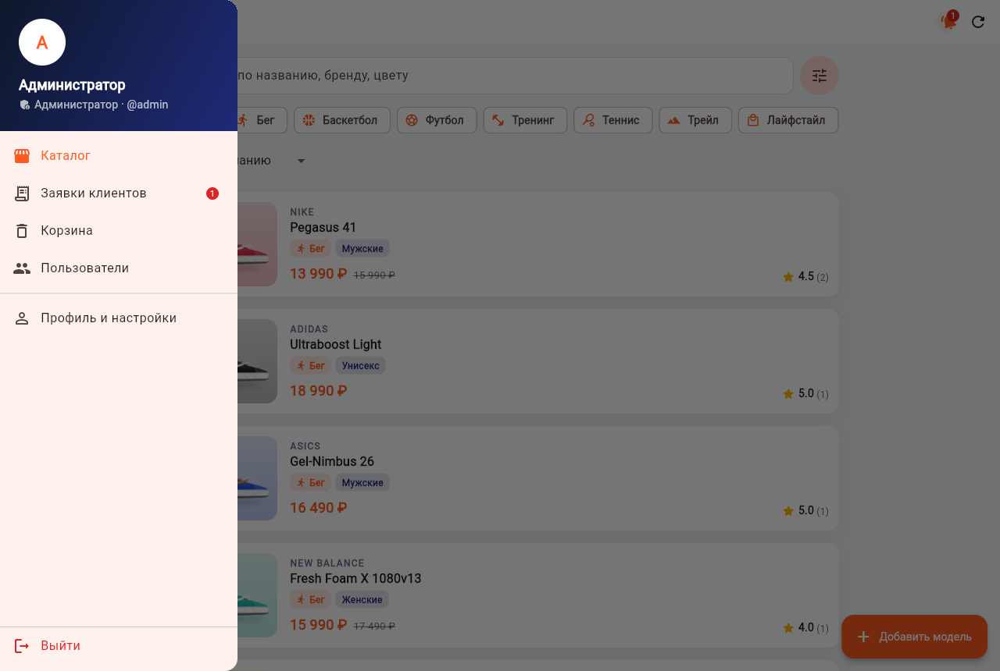 1
А
Администратор
Администратор · @admin
Каталог
Заявки клиентов
1
Корзина
Пользователи
Профиль и настройки
Выйти
по названию, бренду, цвету
Бег
Баскетбол
Футбол
Тренинг
Теннис
Трейл
Лайфстайл
NIKE
Pegasus 41
Бег
Мужские
13 990 ₽ 15 990 ₽
4.5 (2)
ADIDAS
Ultraboost Light
Бег
Унисекс
18 990 ₽
5.0 (1)
ASICS
Gel-Nimbus 26
Бег
Мужские
16 490 ₽
5.0 (1)
NEW BALANCE
Fresh Foam X 1080v13
Бег
Женские
15 990 ₽ 17 490 ₽
4.0 (1)
Добавить модель